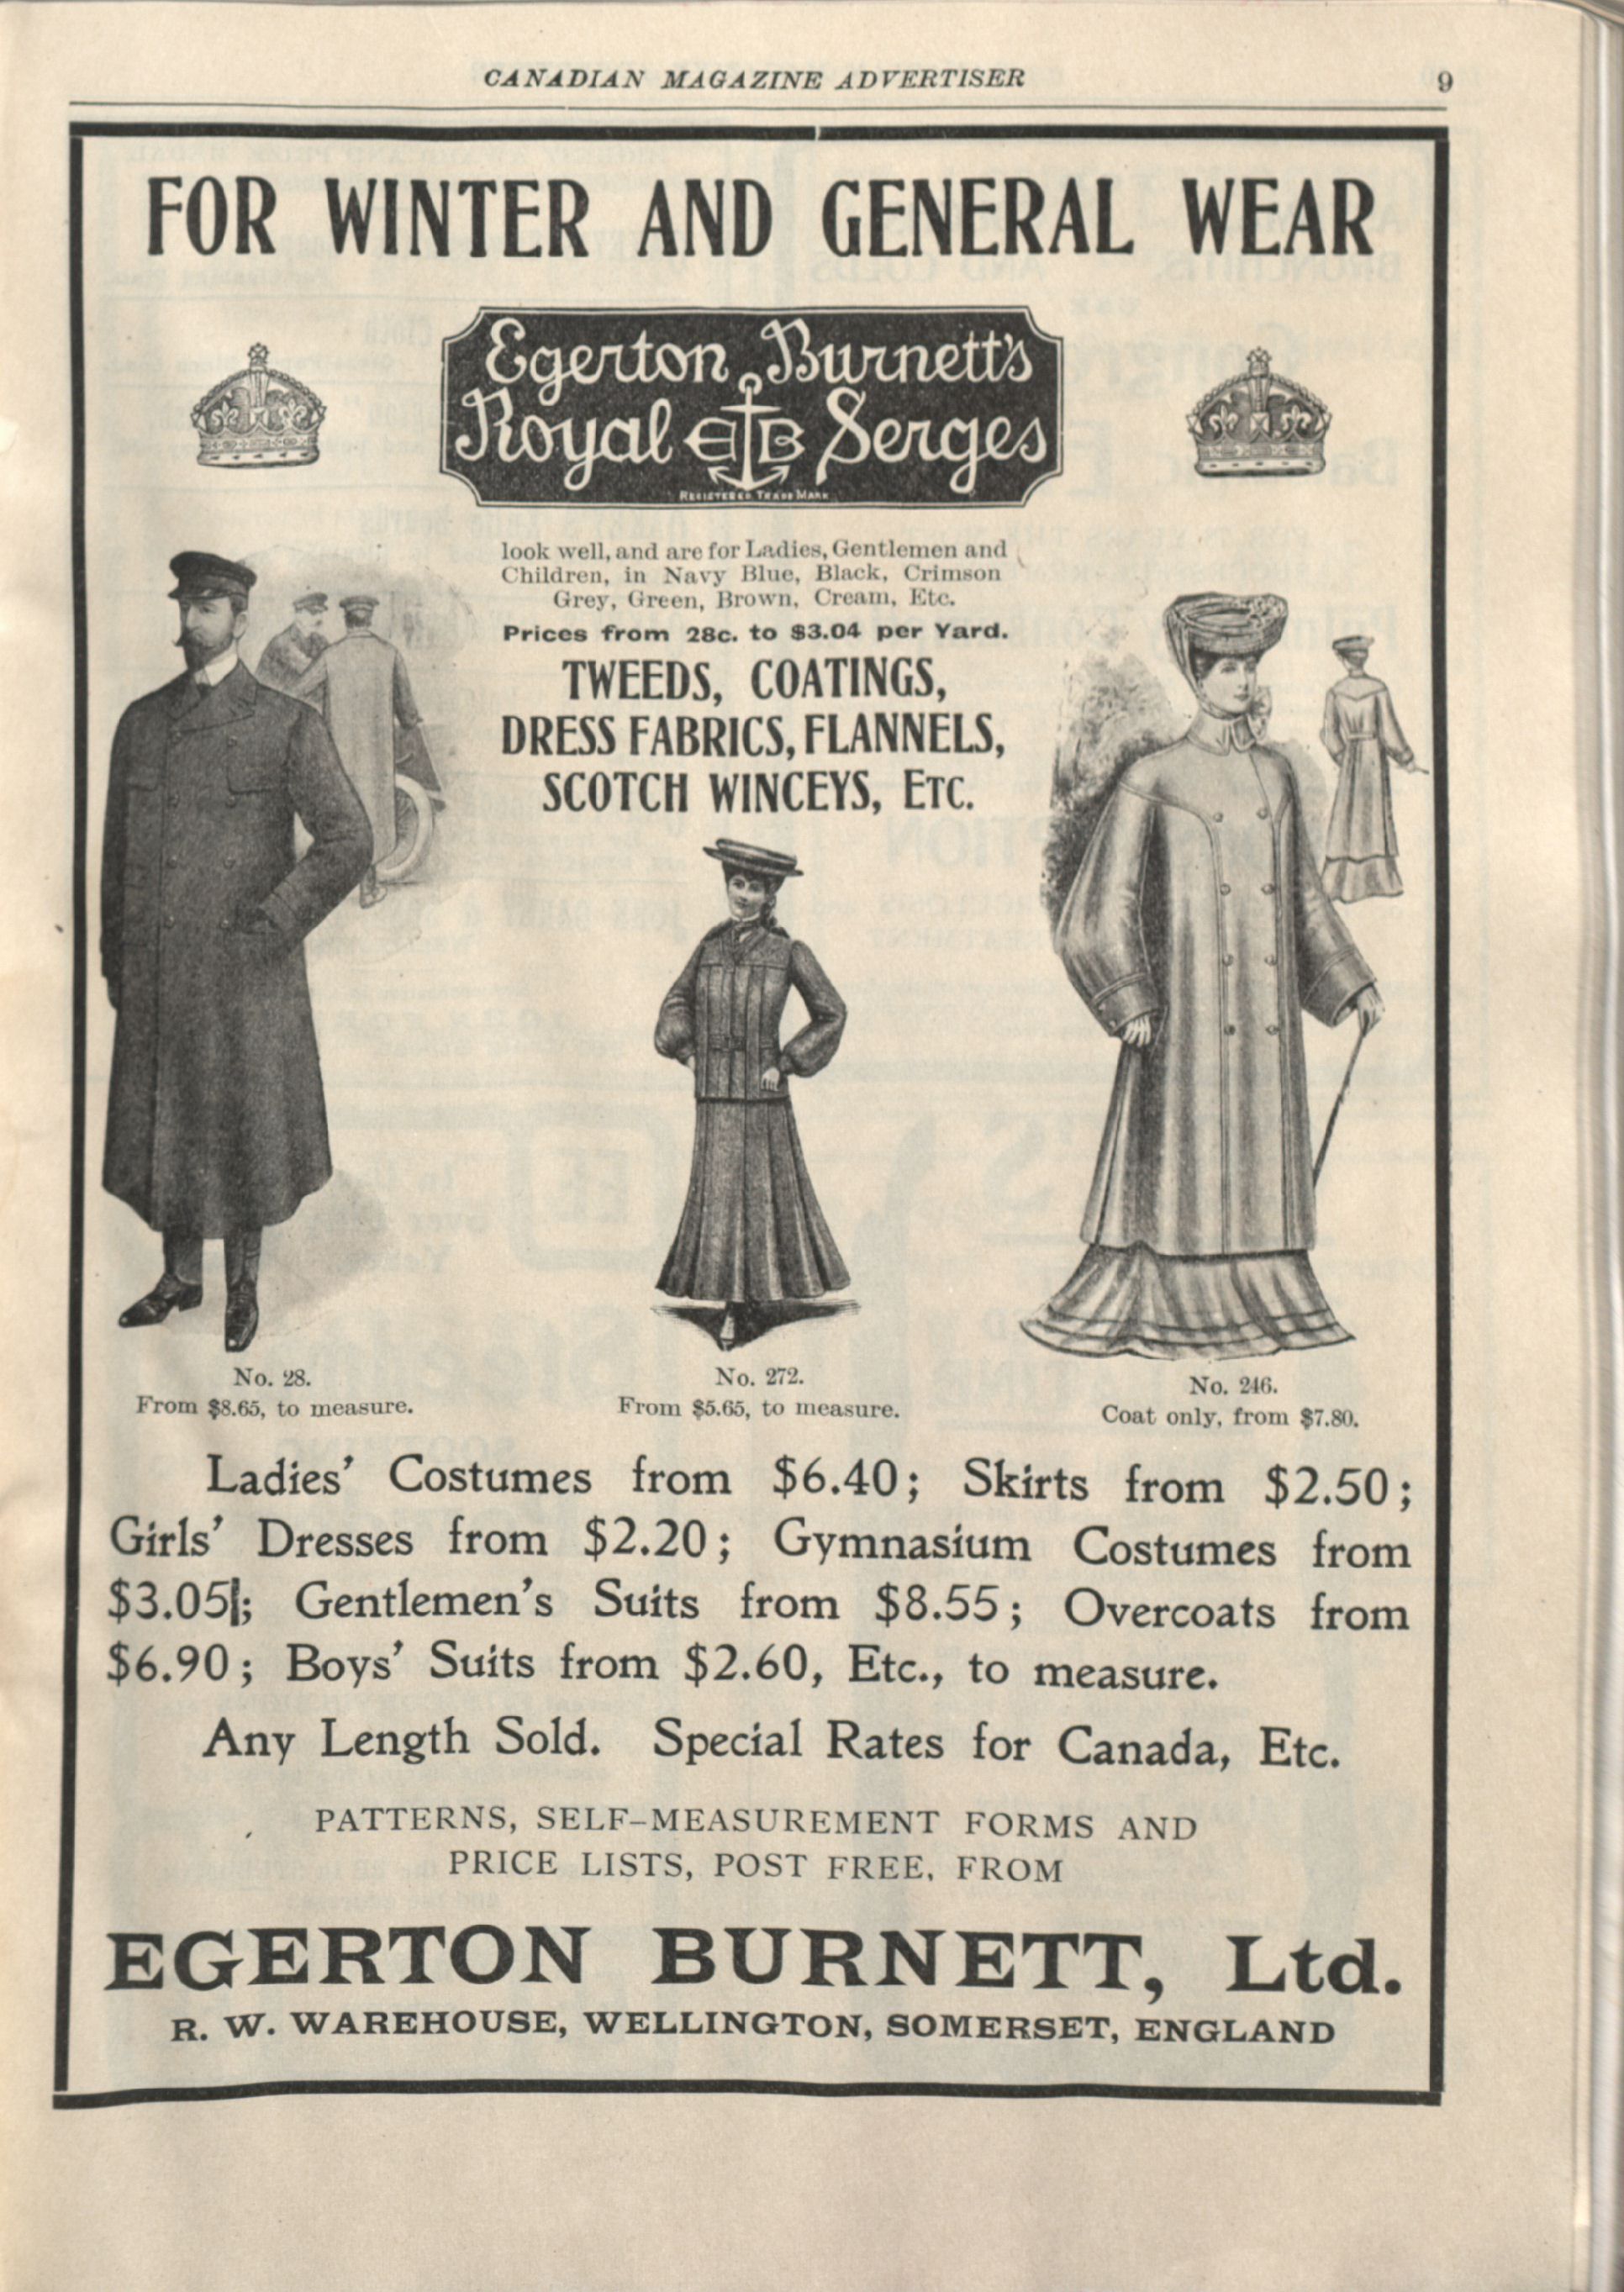 CANADIAN MAGAZINE ADVERTISER 9
FOR WINTER AND GENERAL WEAR
Egerton Burnett's
Royal EB Serges
REGISTERED TRADE MARK
look well, and are for Ladies, Gentlemen and
Children, in Navy Blue, Black, Crimson
Grey, Green, Brown, Cream, Etc.
Prices from 28c. to $3.04 per Yard.
TWEEDS, COATINGS,
DRESS FABRICS, FLANNELS,
SCOTCH WINCEYS, ETC.
No. 28.
From $8.65, to measure.
No. 272.
From $5.65, to measure.
No. 246.
Coat only, from $7.80.
Ladies' Costumes from $6.40; Skirts from $2.50;
Girls' Dresses from $2.20; Gymnasium Costumes from
$3.05; Gentlemen's Suits from $8.55; Overcoats from
$6.90; Boys' Suits from $2.60, Etc., to measure.
Any Length Sold. Special Rates for Canada, Etc.
PATTERNS, SELF-MEASUREMENT FORMS AND
PRICE LISTS, POST FREE, FROM
EGERTON BURNETT, Ltd.
R. W. WAREHOUSE, WELLINGTON, SOMERSET, ENGLAND